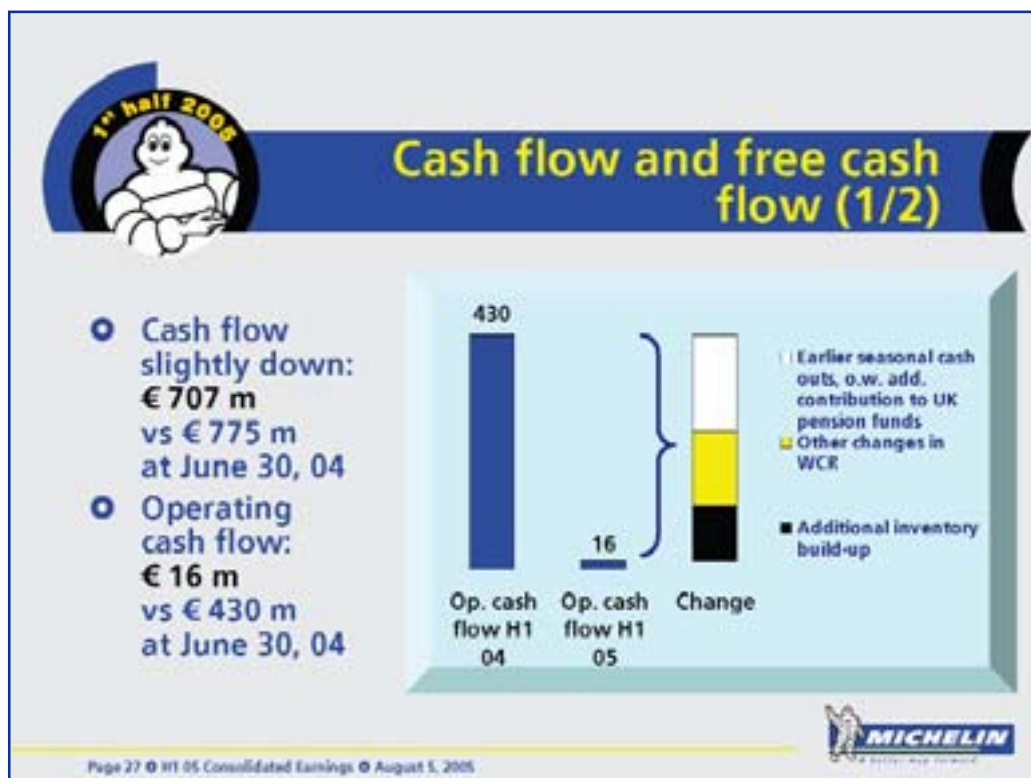 1st half 2005
Cash flow and free cash
flow (1/2)
Cash flow
slightly down:
€ 707 m
vs € 775 m
at June 30, 04
Operating
cash flow:
€ 16 m
vs € 430 m
at June 30, 04
430
16
Op. cash
flow H1
04
Op. cash
flow H1
05
Change
Earlier seasonal cash
outs, o.w. add.
contribution to UK
pension funds
Other changes in
WCR
Additional inventory
build-up
MICHELIN
A better way forward
Page 27 H1 05 Consolidated Earnings August 5, 2005